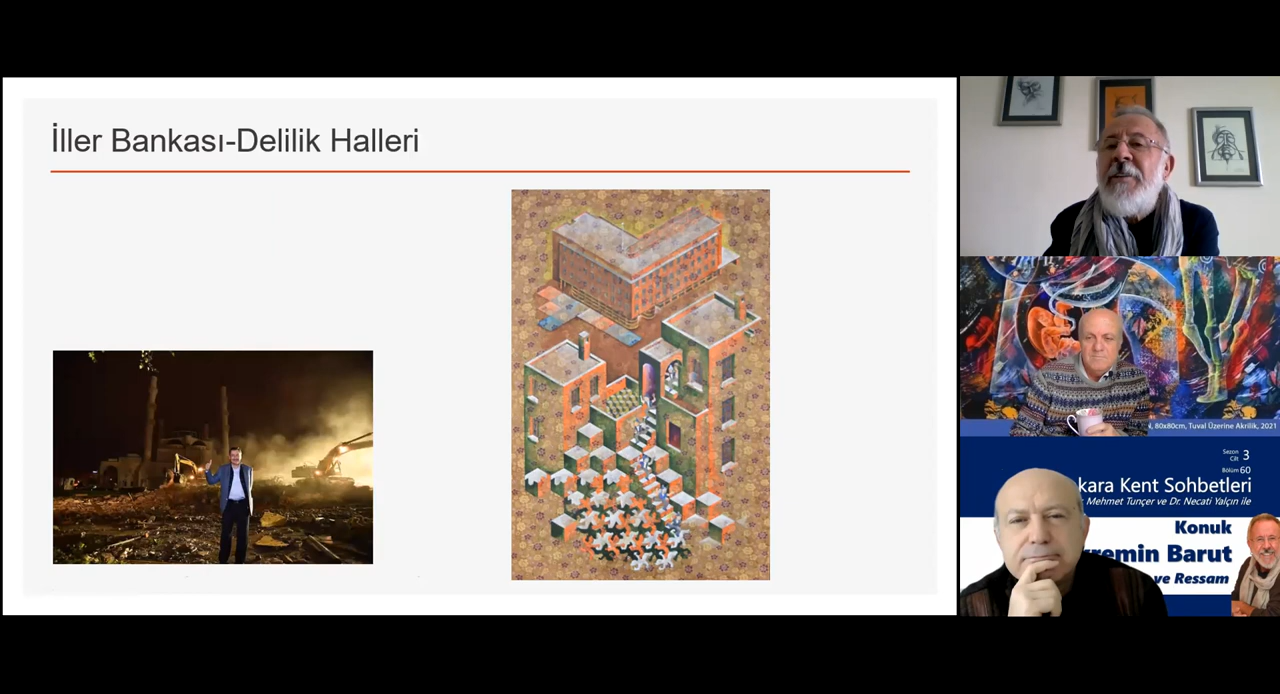 İller Bankası-Delilik Halleri
N, 80x80cm, Tuval Üzerine Akrilik, 2021
Sezon
Cilt 3
Bölüm 60
kara Kent Sohbetleri
Mehmet Tunçer ve Dr. Necati Yalçın ile
Konuk
remin Barut
ve Ressam